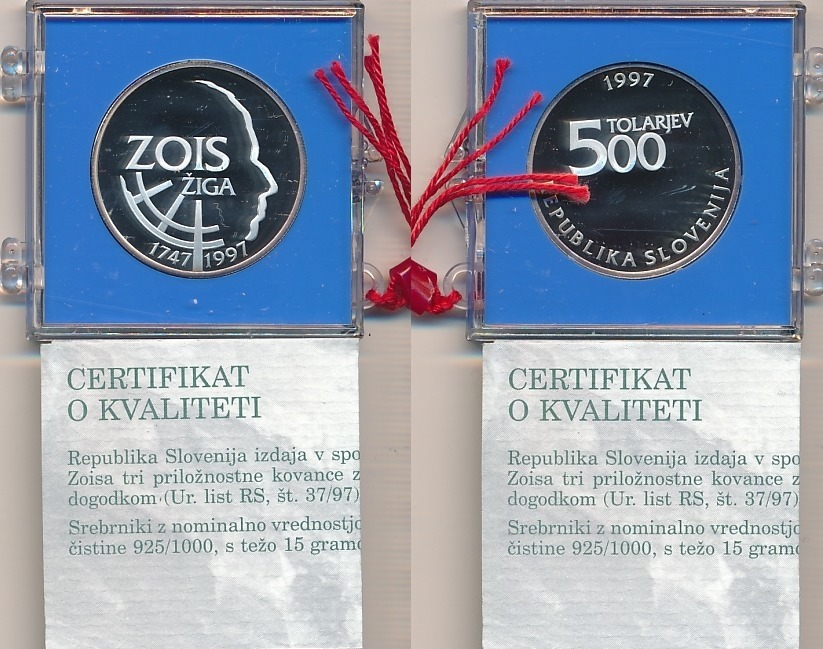 ZOIS
ŽIGA
1747 1997
CERTIFIKAT
O KVALITETI
Republika Slovenija izdaja v spo
Zoisa tri priložnostne kovance z
dogodkom (Ur. list RS, št. 37/97)
Srebrniki z nominalno vrednostjo
čistine 925/1000, s težo 15 gramo
1997
500 TOLARJEV
REPUBLIKA SLOVENIJA
CERTIFIKAT
O KVALITETI
Republika Slovenija izdaja v spo
Zoisa tri priložnostne kovance z
dogodkom (Ur. list RS, št. 37/97)
Srebrniki z nominalno vrednostjo
čistine 925/1000, s težo 15 gramo